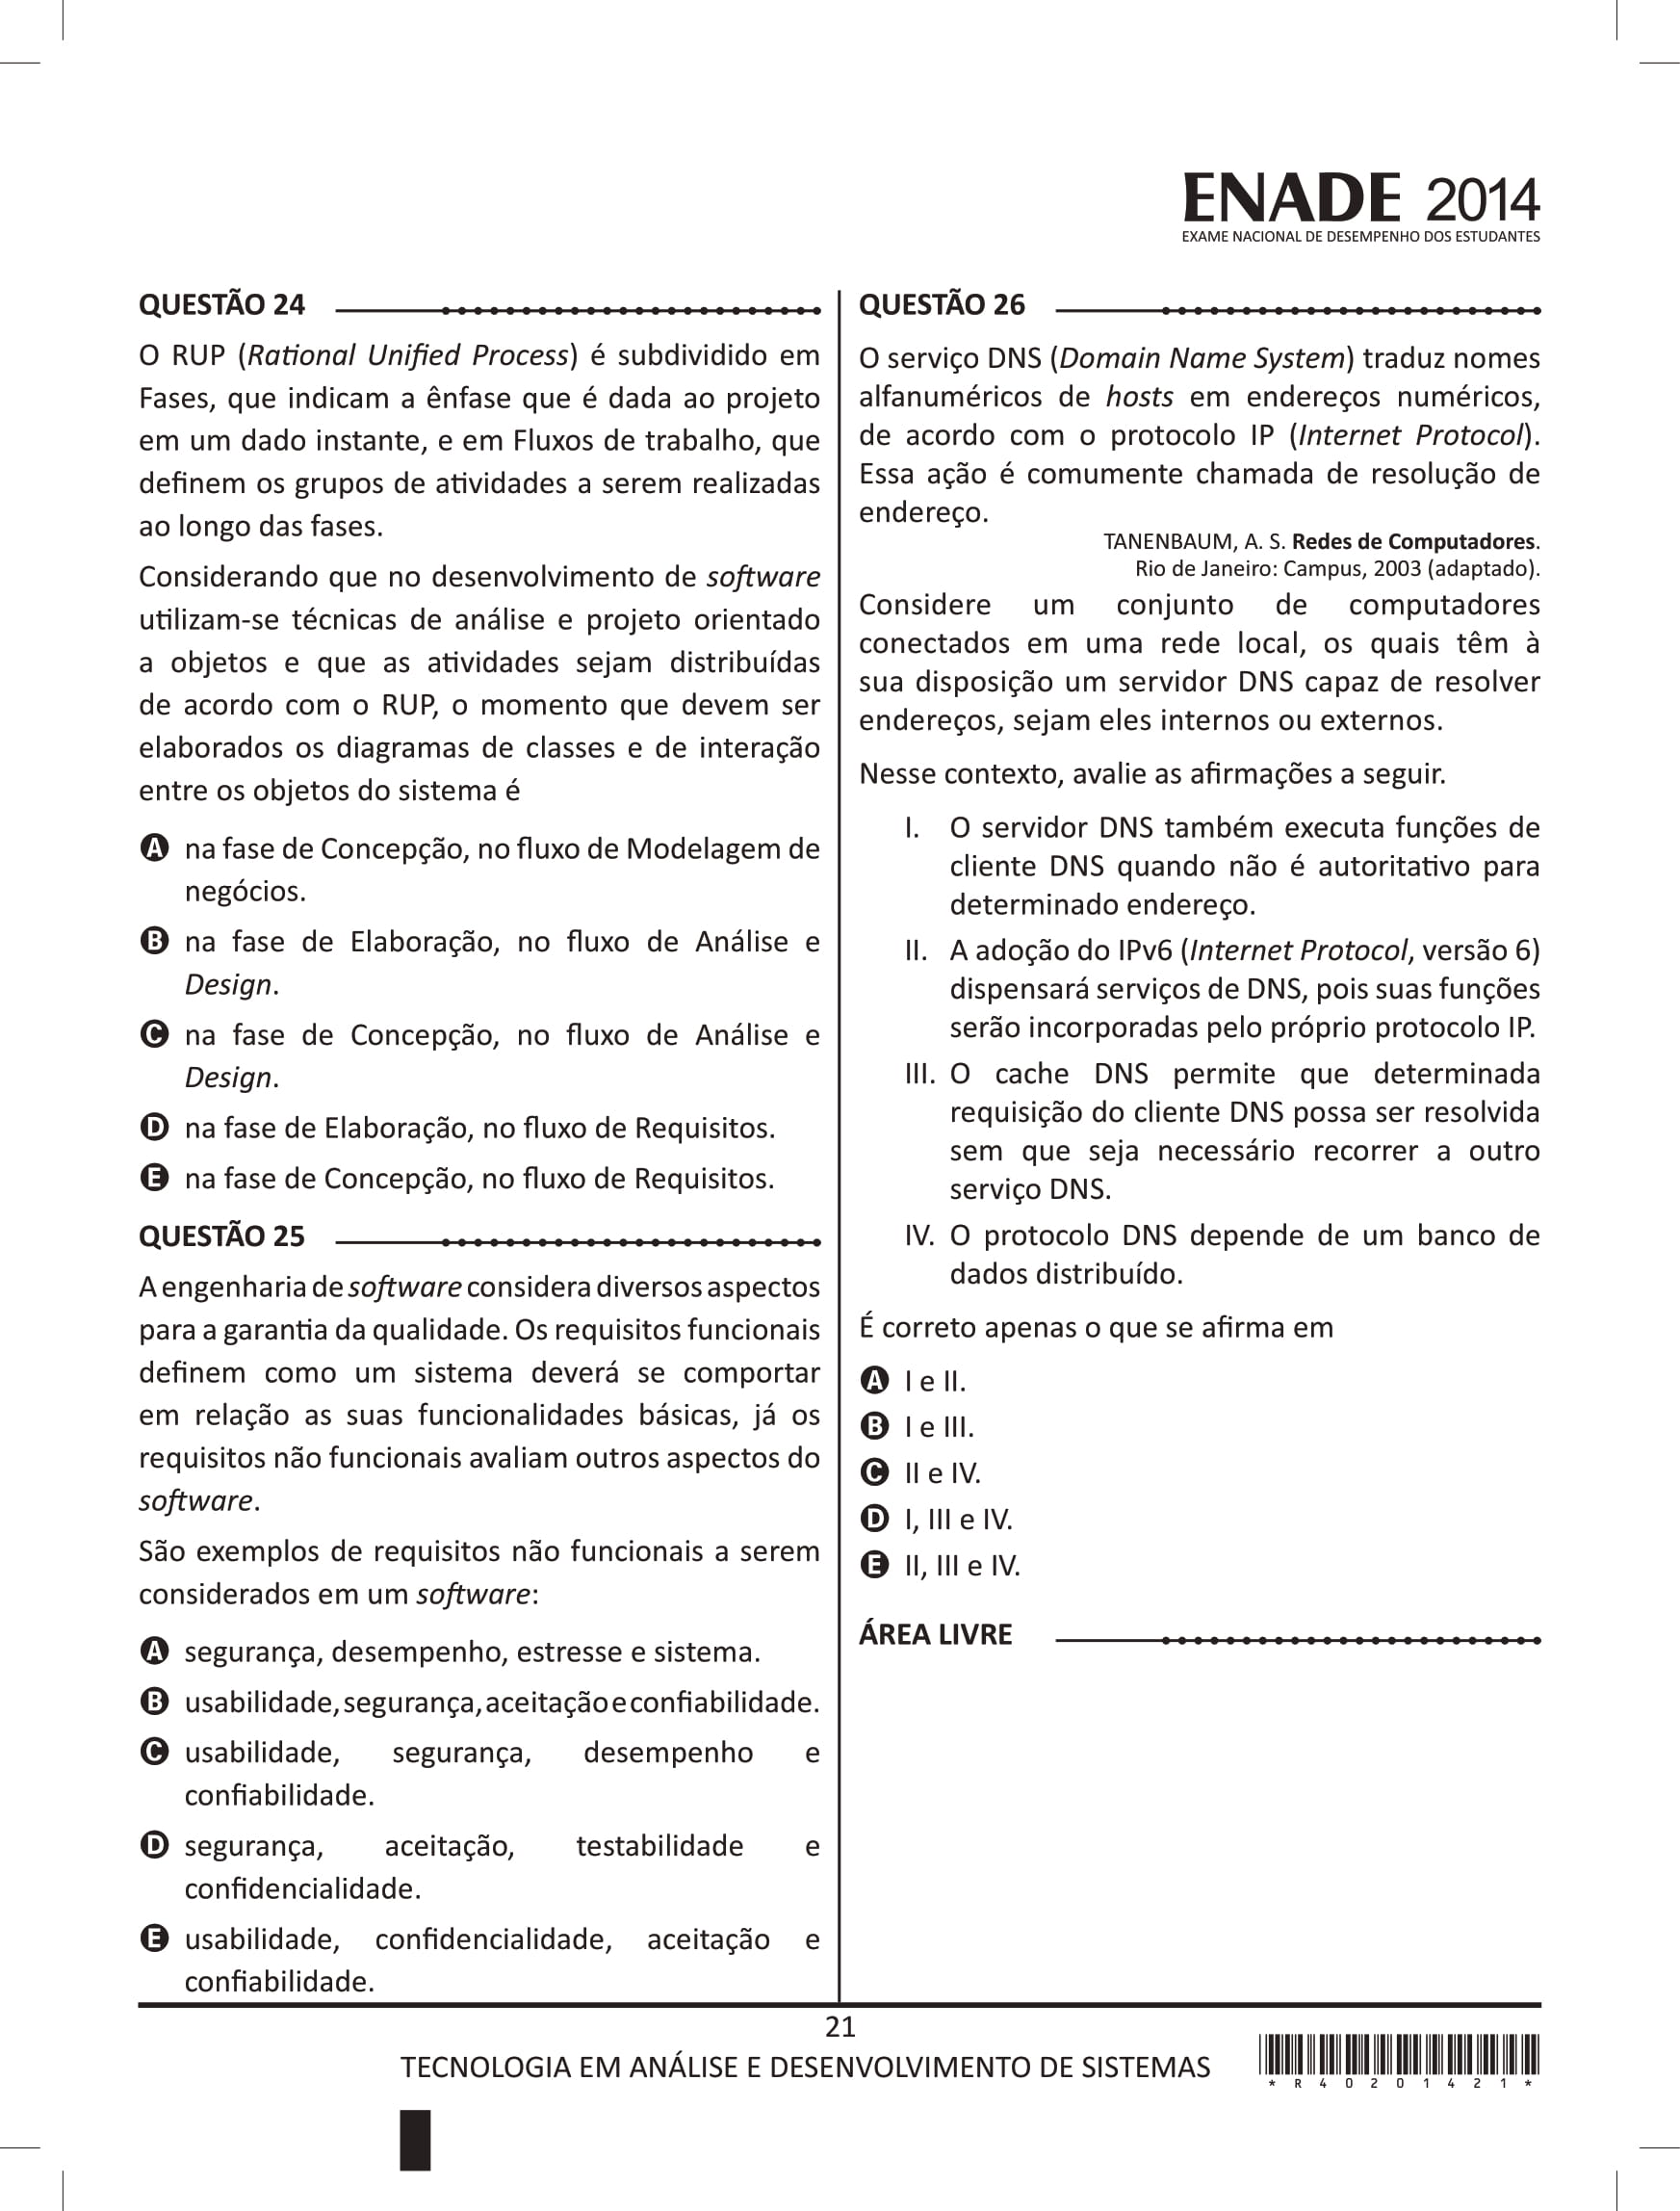 ENADE 2014
EXAME NACIONAL DE DESEMPENHO DOS ESTUDANTES
QUESTÃO 24
O RUP (Rational Unified Process) é subdividido em
Fases, que indicam a ênfase que é dada ao projeto
em um dado instante, e em Fluxos de trabalho, que
definem os grupos de atividades a serem realizadas
ao longo das fases.
Considerando que no desenvolvimento de software
utilizam-se técnicas de análise e projeto orientado
a objetos e que as atividades sejam distribuídas
de acordo com o RUP, o momento que devem ser
elaborados os diagramas de classes e de interação
entre os objetos do sistema é
A na fase de Concepção, no fluxo de Modelagem de
negócios.
B na fase de Elaboração, no fluxo de Análise e
Design.
C na fase de Concepção, no fluxo de Análise e
Design.
D na fase de Elaboração, no fluxo de Requisitos.
E na fase de Concepção, no fluxo de Requisitos.
QUESTÃO 25
A engenharia de software considera diversos aspectos
para a garantia da qualidade. Os requisitos funcionais
definem como um sistema deverá se comportar
em relação as suas funcionalidades básicas, já os
requisitos não funcionais avaliam outros aspectos do
software.
São exemplos de requisitos não funcionais a serem
considerados em um software:
A segurança, desempenho, estresse e sistema.
B usabilidade, segurança, aceitação e confiabilidade.
C usabilidade, segurança, desempenho e
confiabilidade.
D segurança, aceitação, testabilidade e
confidencialidade.
E usabilidade, confidencialidade, aceitação e
confiabilidade.
QUESTÃO 26
O serviço DNS (Domain Name System) traduz nomes
alfanuméricos de hosts em endereços numéricos,
de acordo com o protocolo IP (Internet Protocol).
Essa ação é comumente chamada de resolução de
endereço.
TANENBAUM, A. S. Redes de Computadores.
Rio de Janeiro: Campus, 2003 (adaptado).
Considere um conjunto de computadores
conectados em uma rede local, os quais têm à
sua disposição um servidor DNS capaz de resolver
endereços, sejam eles internos ou externos.
Nesse contexto, avalie as afirmações a seguir.
I. O servidor DNS também executa funções de
cliente DNS quando não é autoritativo para
determinado endereço.
II. A adoção do IPv6 (Internet Protocol, versão 6)
dispensará serviços de DNS, pois suas funções
serão incorporadas pelo próprio protocolo IP.
III. O cache DNS permite que determinada
requisição do cliente DNS possa ser resolvida
sem que seja necessário recorrer a outro
serviço DNS.
IV. O protocolo DNS depende de um banco de
dados distribuído.
É correto apenas o que se afirma em
A I e II.
B I e III.
C II e IV.
D I, III e IV.
E II, III e IV.
ÁREA LIVRE
21
TECNOLOGIA EM ANÁLISE E DESENVOLVIMENTO DE SISTEMAS
* R 4 0 2 0 1 4 2 1 *